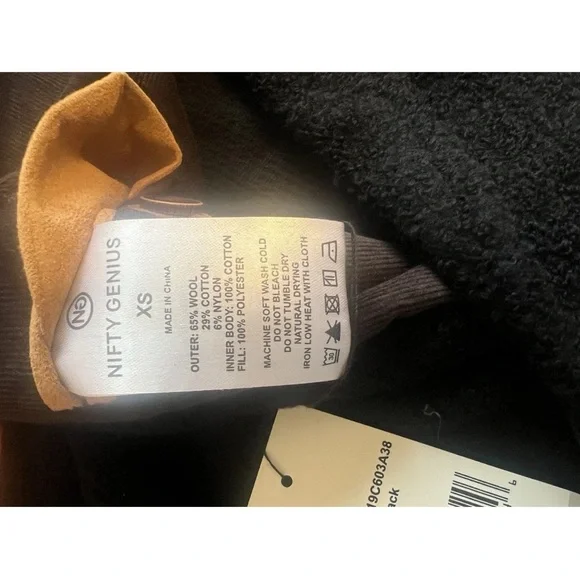 GN
NIFTY GENIUS
XS
MADE IN CHINA
OUTER: 65% WOOL
29% COTTON
6% NYLON
INNER BODY: 100% COTTON
FILL: 100% POLYESTER
MACHINE SOFT WASH COLD
DO NOT BLEACH
DO NOT TUMBLE DRY
NATURAL DRYING
IRON LOW HEAT WITH CLOTH
30
19C603A38
ack